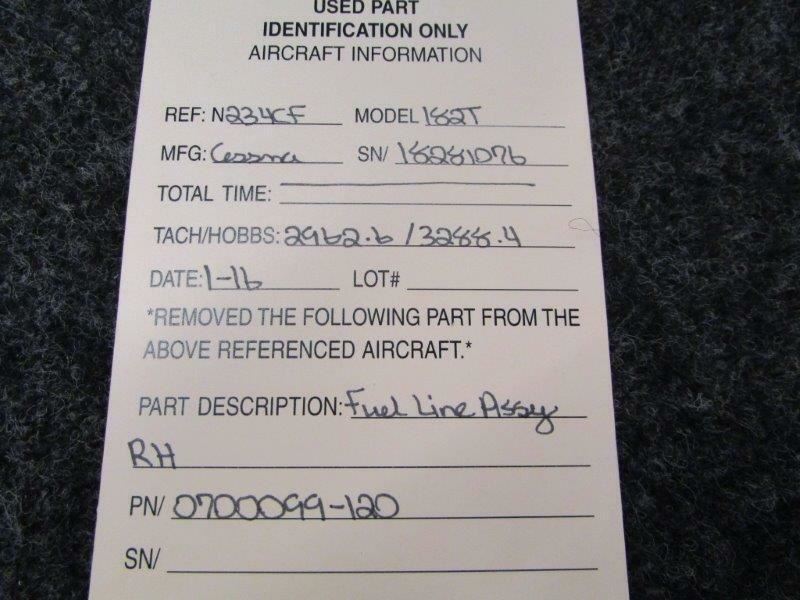 USED PART
IDENTIFICATION ONLY
AIRCRAFT INFORMATION
REF: N234CF MODEL 182T
MFG: Cessna SN/ 18281076
TOTAL TIME:
TACH/HOBBS: 2962.6 / 3288.4
DATE: 1-16 LOT#
*REMOVED THE FOLLOWING PART FROM THE
ABOVE REFERENCED AIRCRAFT.*
PART DESCRIPTION: Fuel Line Assy
RH
PN/ 0700099-120
SN/